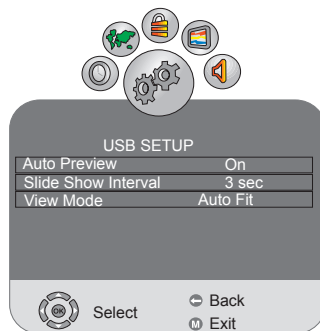 USB SETUP
Auto Preview On
Slide Show Interval 3 sec
View Mode Auto Fit
OK Select
Back
M Exit